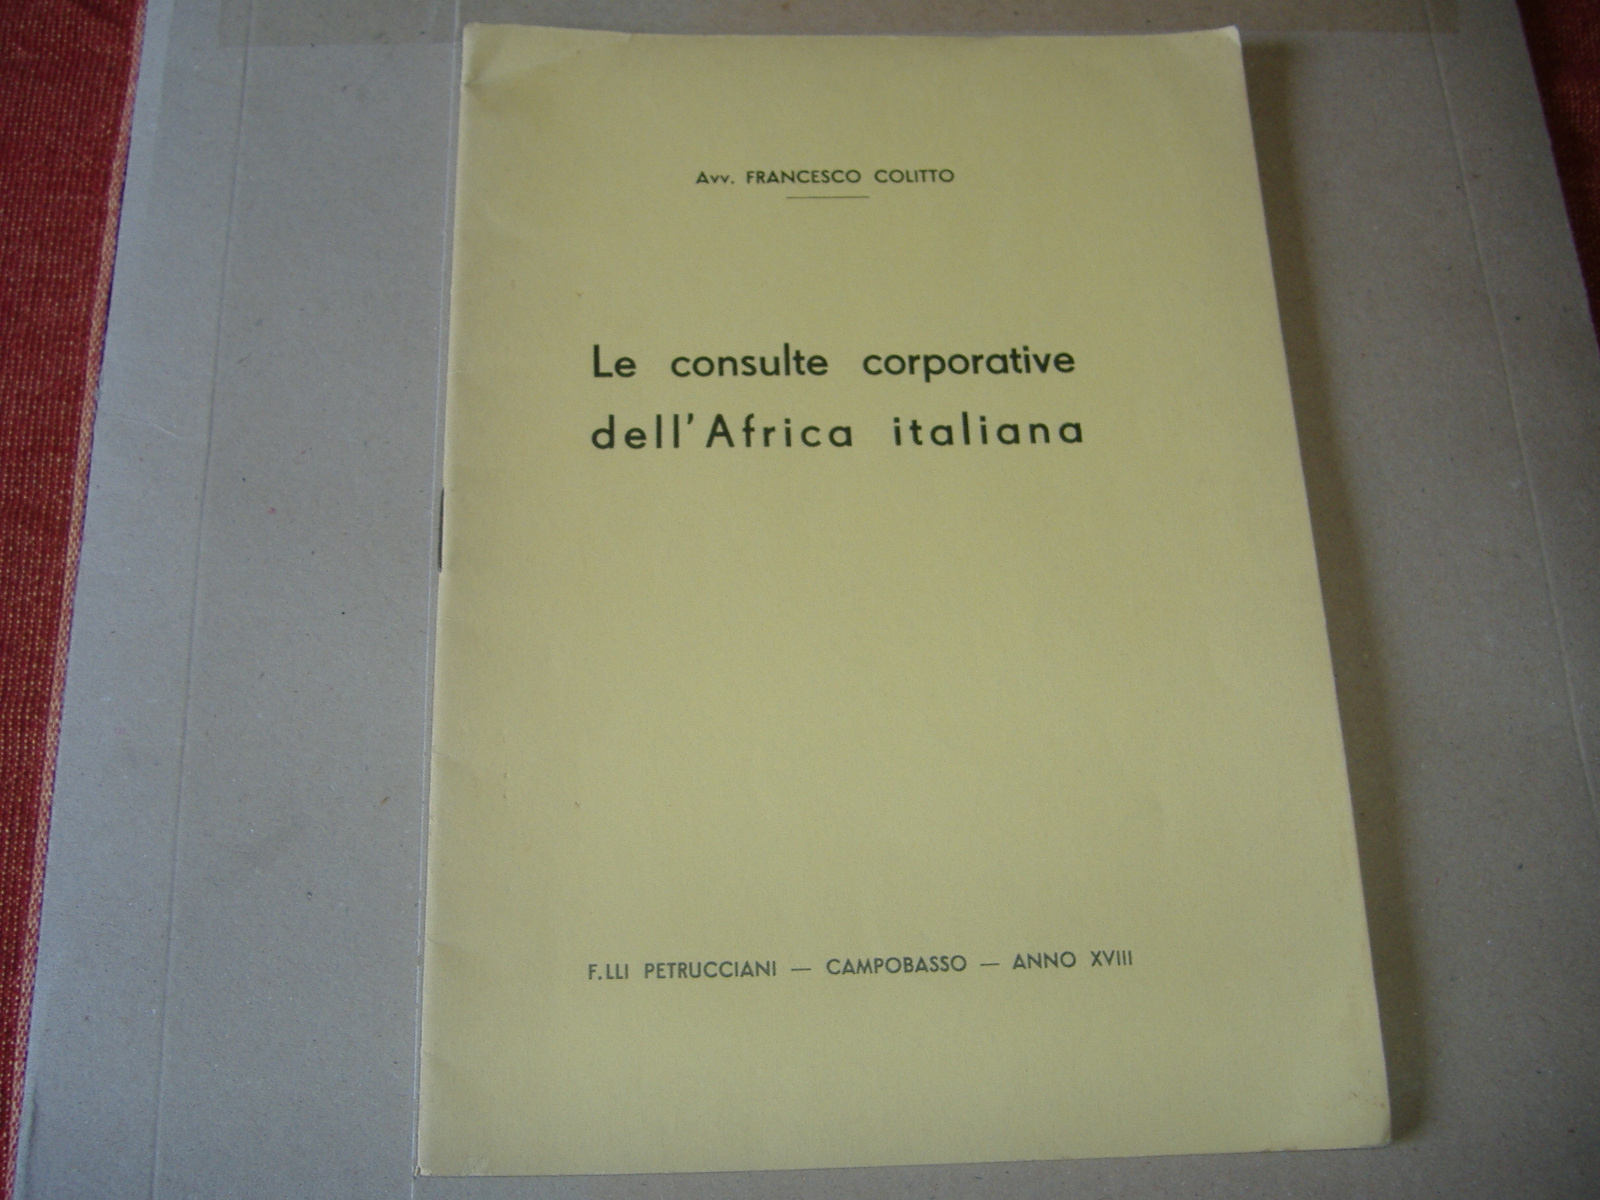 Avv. FRANCESCO COLITTO
Le consulte corporative
dell'Africa italiana
F.LLI PETRUCCIANI — CAMPOBASSO — ANNO XVIII